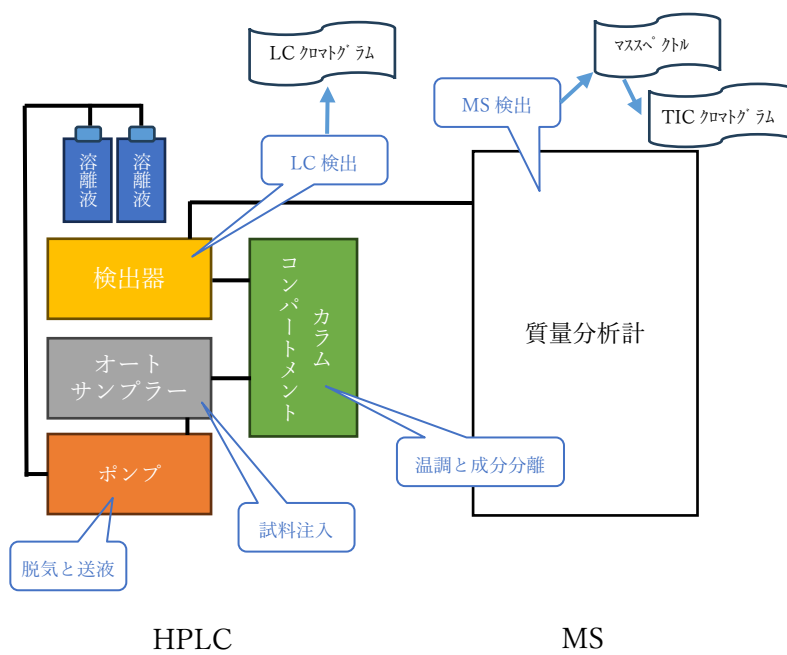 LC クロマトグラム
マススペクトル
TIC クロマトグラム
MS 検出
LC 検出
溶離液
溶離液
検出器
カラム
コンパートメント
質量分析計
オート
サンプラー
ポンプ
温調と成分分離
試料注入
脱気と送液
HPLC
MS